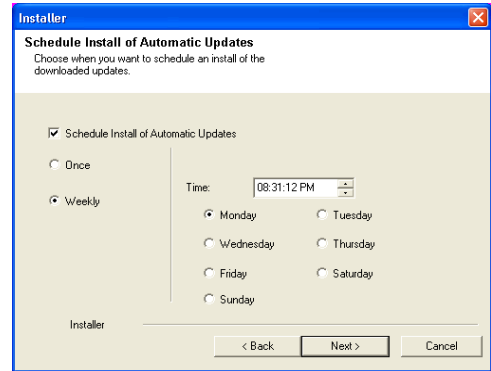 Installer
Schedule Install of Automatic Updates
Choose when you want to schedule an install of the
downloaded updates.
Schedule Install of Automatic Updates
Once
Weekly
Time: 08:31:12 PM
Monday Tuesday
Wednesday Thursday
Friday Saturday
Sunday
Installer
< Back Next > Cancel